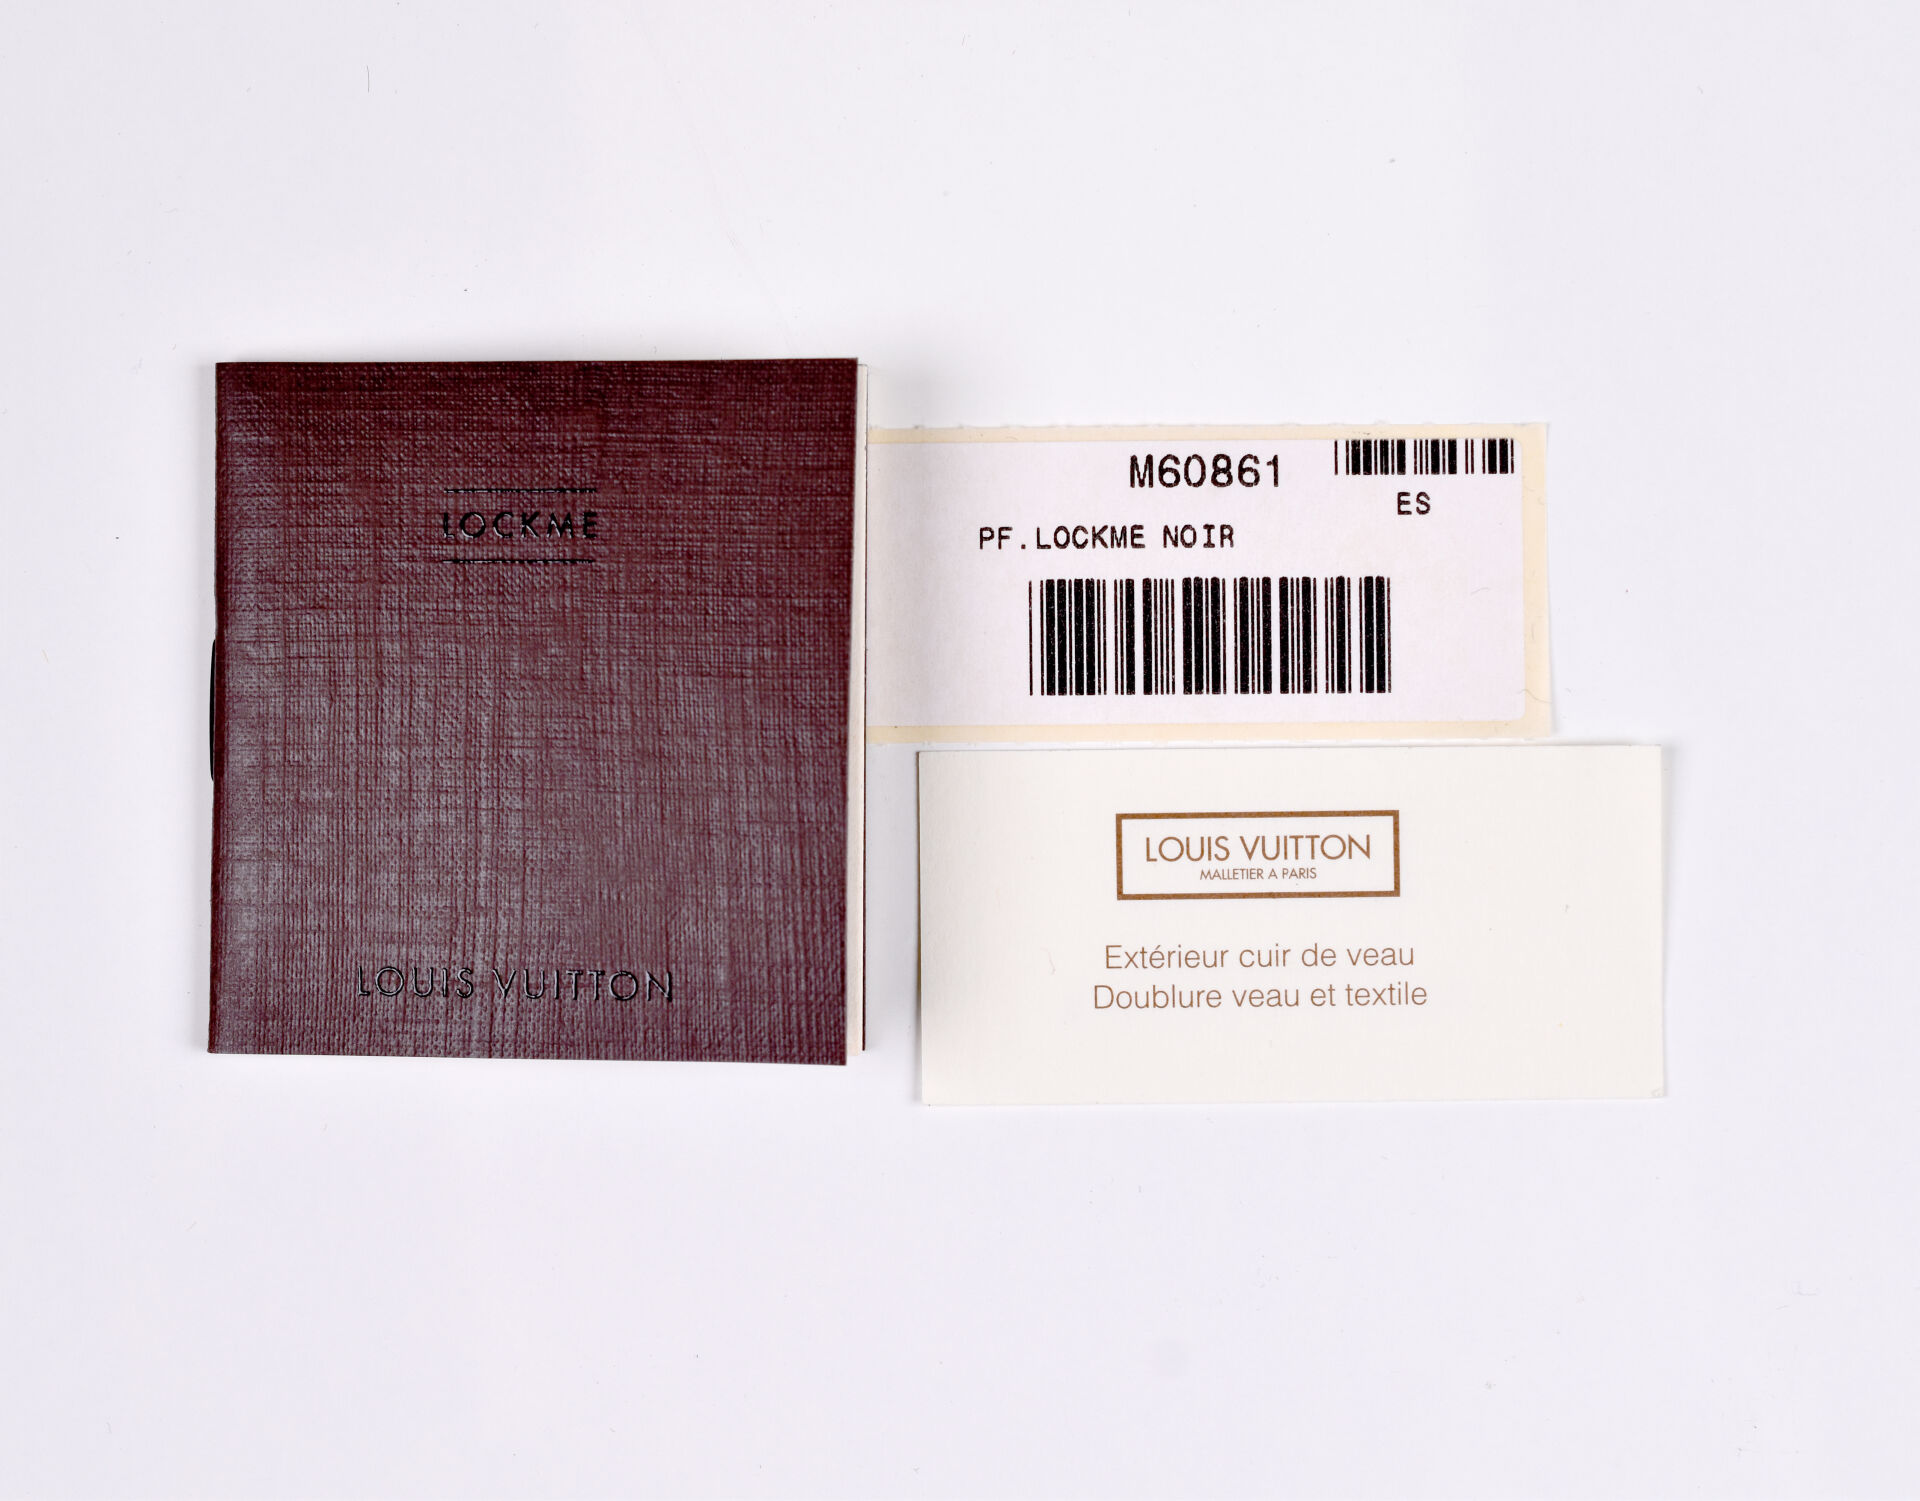 LOCKME
LOUIS VUITTON
M60861
ES
PF.LOCKME NOIR
LOUIS VUITTON
MALLETIER A PARIS
Extérieur cuir de veau
Doublure veau et textile